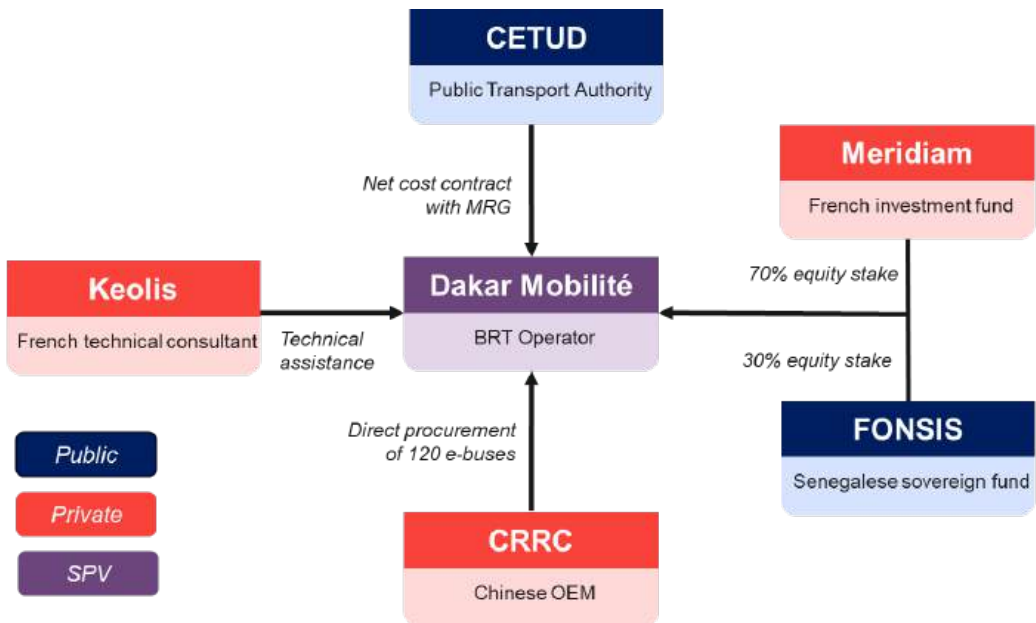 CETUD
Public Transport Authority
Meridiam
French investment fund
Net cost contract
with MRG
70% equity stake
Keolis
French technical consultant
Dakar Mobilité
BRT Operator
Technical
assistance
30% equity stake
FONSIS
Senegalese sovereign fund
Direct procurement
of 120 e-buses
Public
Private
SPV
CRRC
Chinese OEM